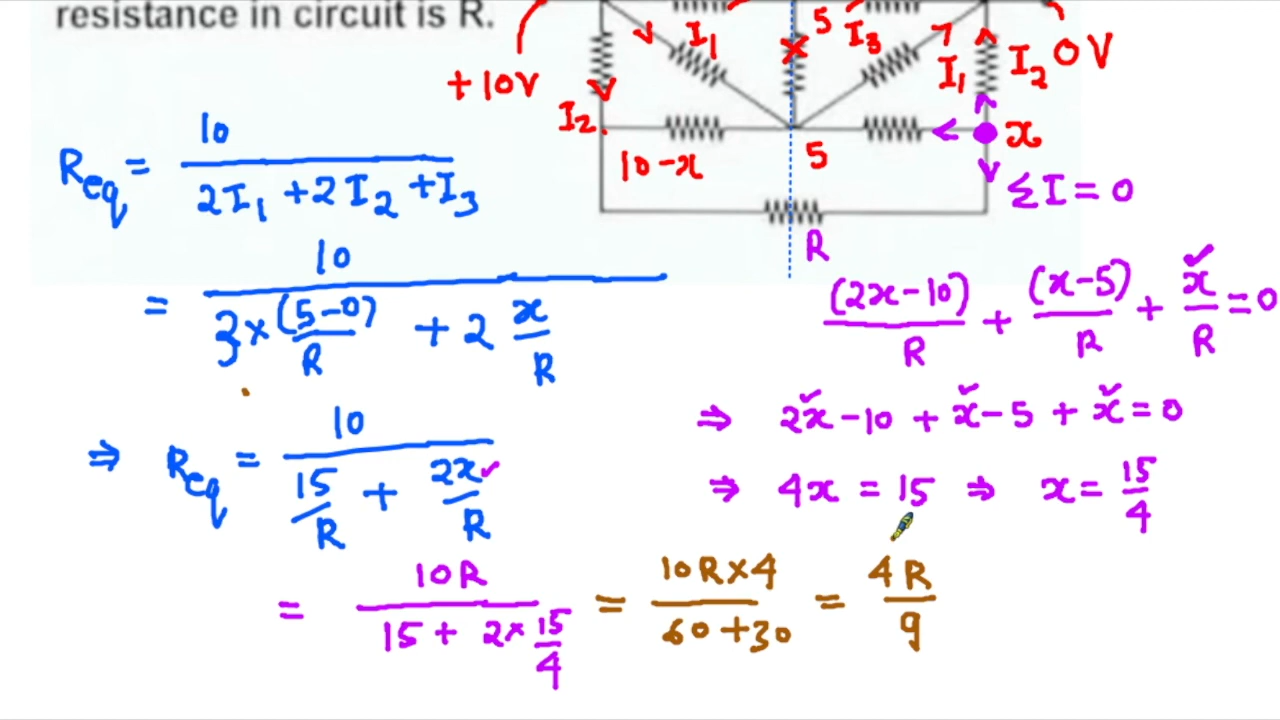 resistance in circuit is R.
5
I₁ I₃
+10V
I₁ I₂ 0V
I₂
10-x 5 x
ΣI = 0
R
Req = 10 / (2I₁ + 2I₂ + I₃)
= 10 / (3×(5-0)/R + 2 x/R)
(2x-10)/R + (x-5)/R + x/R = 0
⇒ 2x-10 + x-5 + x = 0
⇒ Req = 10 / (15/R + 2x/R)
⇒ 4x = 15 ⇒ x = 15/4
= 10R / (15 + 2×15/4) = 10R×4 / (60+30) = 4R/9